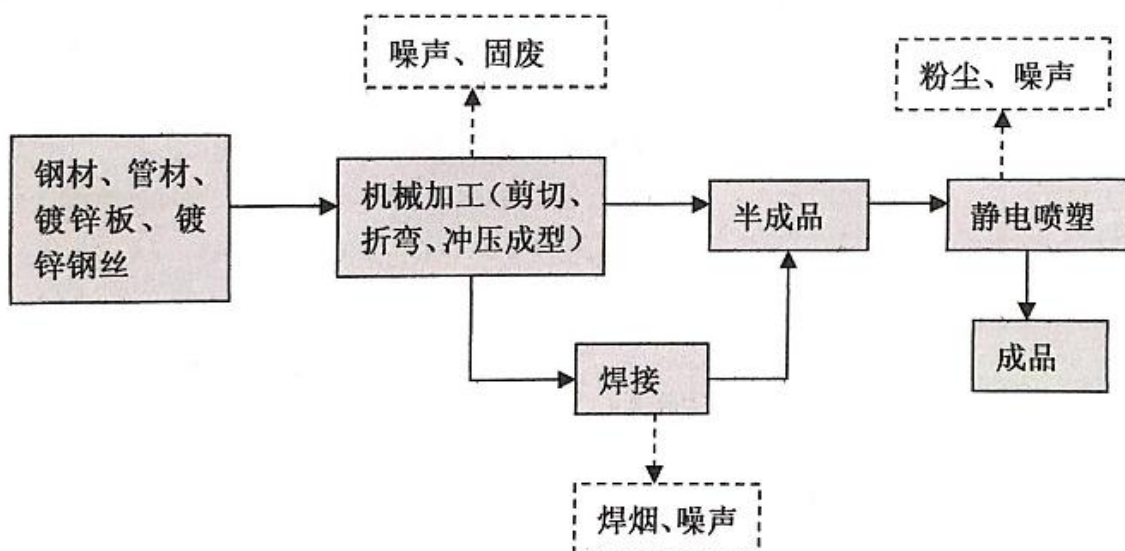 噪声、固废
粉尘、噪声
钢材、管材、
镀锌板、镀
锌钢丝
机械加工(剪切、
折弯、冲压成型)
半成品
静电喷塑
焊接
成品
焊烟、噪声